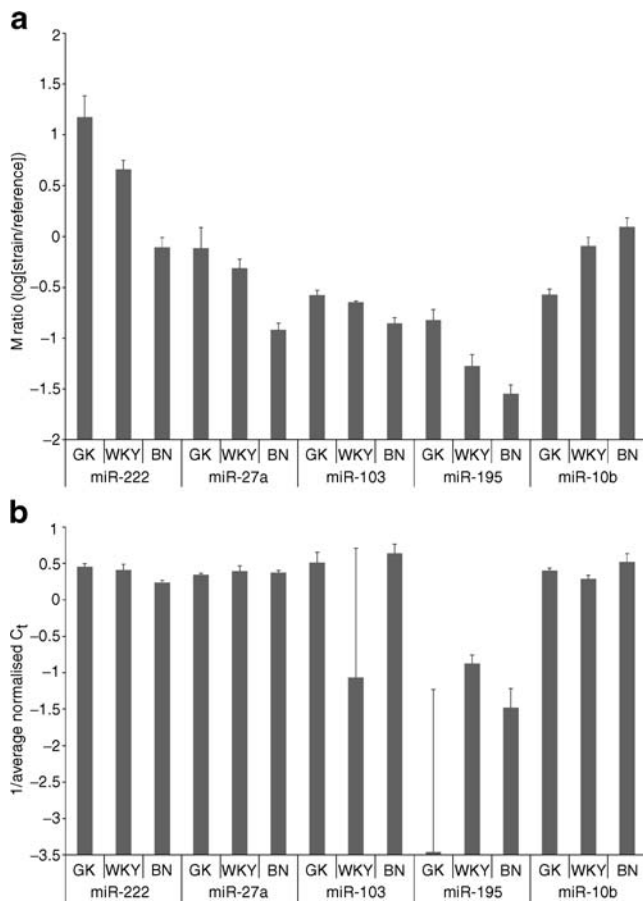 a
M ratio (log[strain/reference])
2
1.5
1
0.5
0
−0.5
−1
−1.5
−2
GK WKY BN GK WKY BN GK WKY BN GK WKY BN GK WKY BN
miR-222 miR-27a miR-103 miR-195 miR-10b
b
1/average normalised Ct
1
0.5
0
−0.5
−1
−1.5
−2
−2.5
−3
−3.5
GK WKY BN GK WKY BN GK WKY BN GK WKY BN GK WKY BN
miR-222 miR-27a miR-103 miR-195 miR-10b